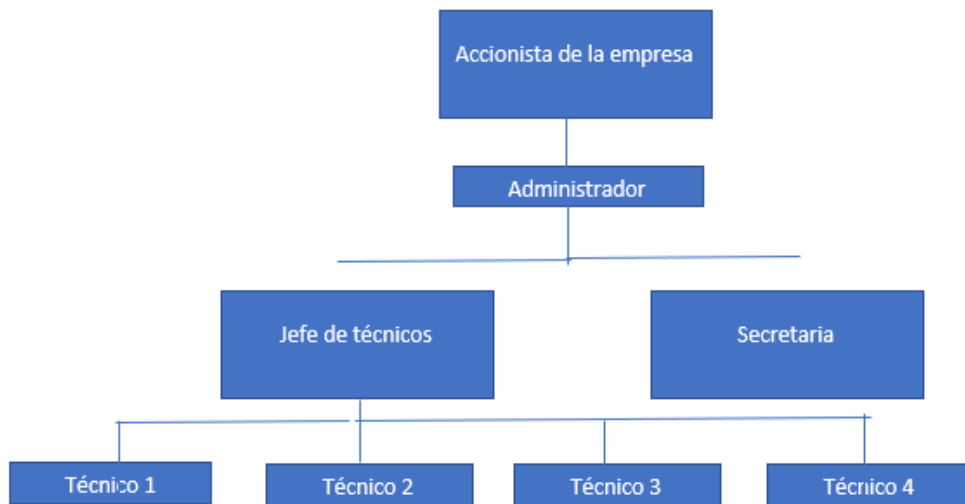 Accionista de la empresa
Administrador
Jefe de técnicos
Secretaria
Técnico 1
Técnico 2
Técnico 3
Técnico 4